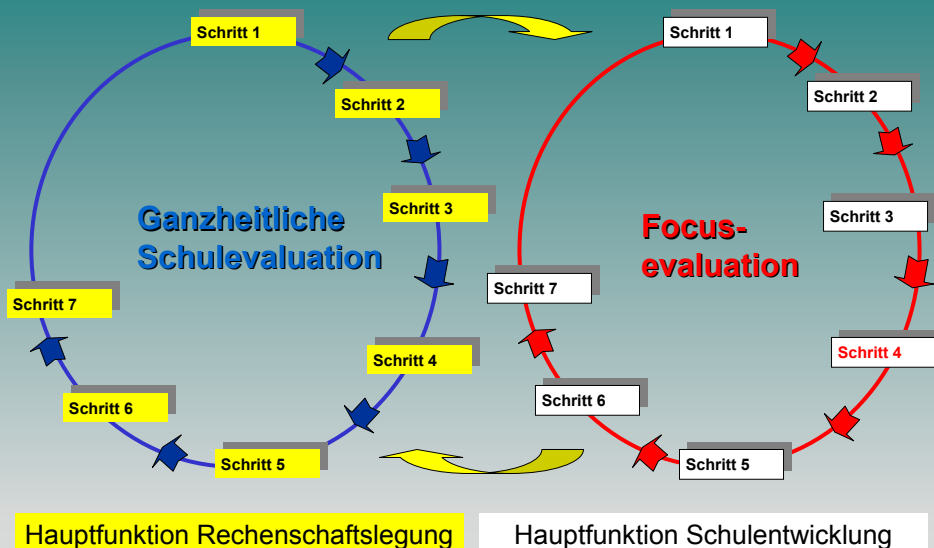 Schritt 1
Schritt 2
Schritt 3
Schritt 4
Schritt 5
Schritt 6
Schritt 7
Ganzheitliche
Schulevaluation
Schritt 1
Schritt 2
Schritt 3
Schritt 4
Schritt 5
Schritt 6
Schritt 7
Focus-
evaluation
Hauptfunktion Rechenschaftslegung
Hauptfunktion Schulentwicklung